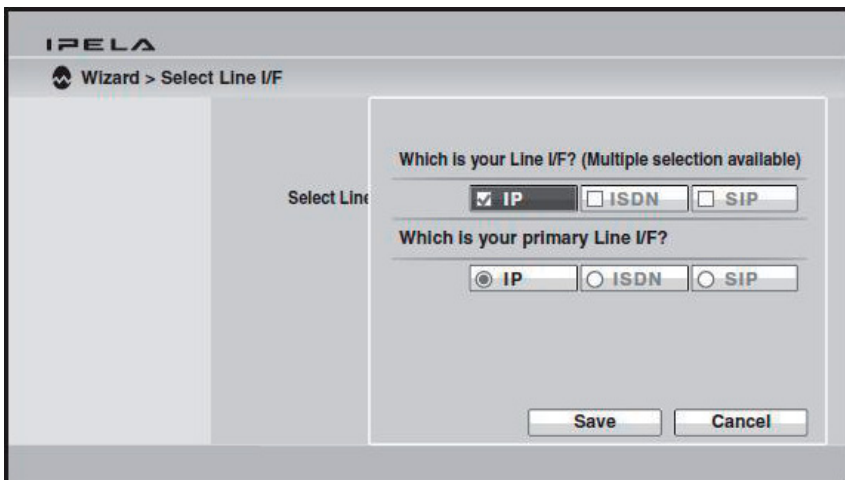 IPELA
Wizard > Select Line I/F
Which is your Line I/F? (Multiple selection available)
Select Line
IP ISDN SIP
Which is your primary Line I/F?
IP ISDN SIP
Save Cancel